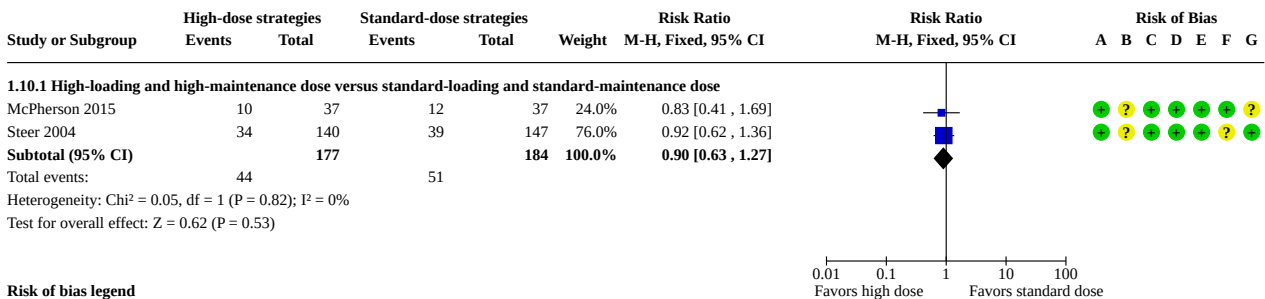 High-dose strategies Standard-dose strategies Risk Ratio Risk Ratio Risk of Bias
Study or Subgroup Events Total Events Total Weight M-H, Fixed, 95% CI M-H, Fixed, 95% CI A B C D E F G
1.10.1 High-loading and high-maintenance dose versus standard-loading and standard-maintenance dose
McPherson 2015 10 37 12 37 24.0% 0.83 [0.41 , 1.69] + ? + + + + ?
Steer 2004 34 140 39 147 76.0% 0.92 [0.62 , 1.36] + ? + + + ? +
Subtotal (95% CI) 177 184 100.0% 0.90 [0.63 , 1.27]
Total events: 44 51
Heterogeneity: Chi² = 0.05, df = 1 (P = 0.82); I² = 0%
Test for overall effect: Z = 0.62 (P = 0.53)
0.01 0.1 1 10 100
Favors high dose Favors standard dose
Risk of bias legend